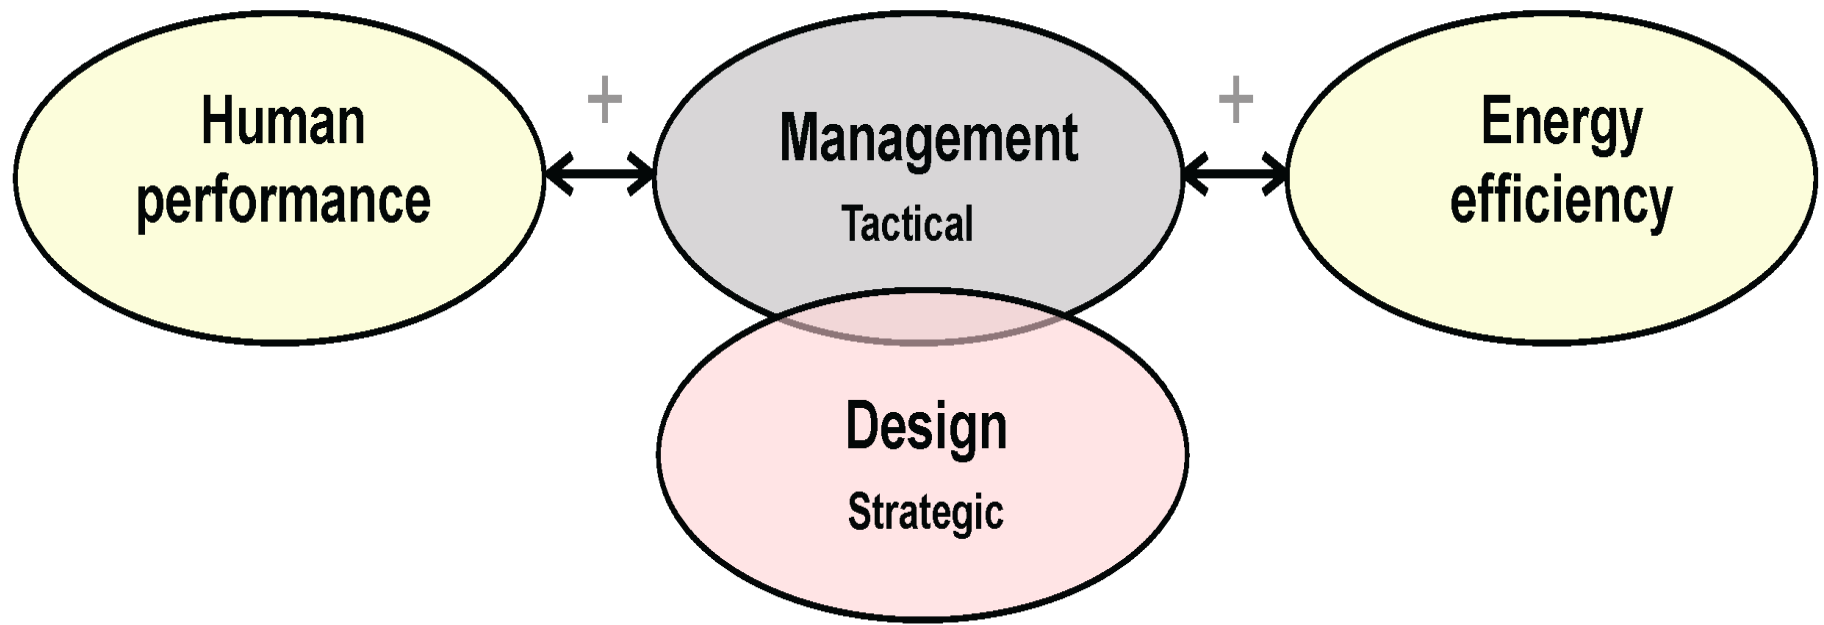 Human
performance
+
Management
Tactical
+
Energy
efficiency
Design
Strategic